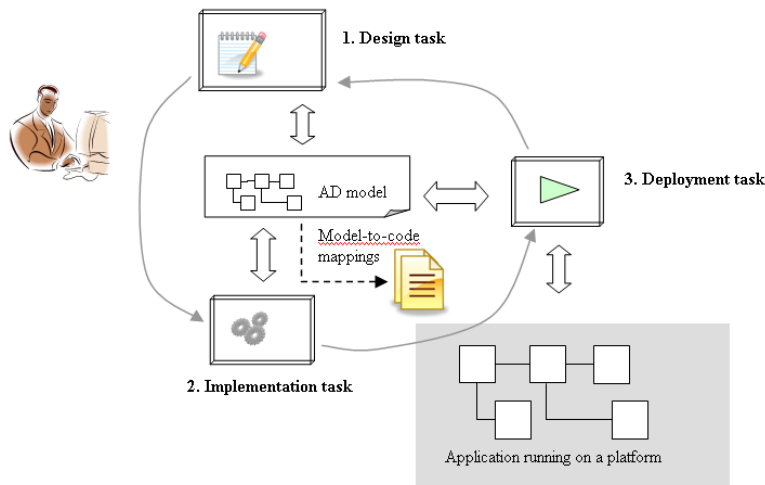 1. Design task
AD model
3. Deployment task
Model-to-code
mappings
2. Implementation task
Application running on a platform